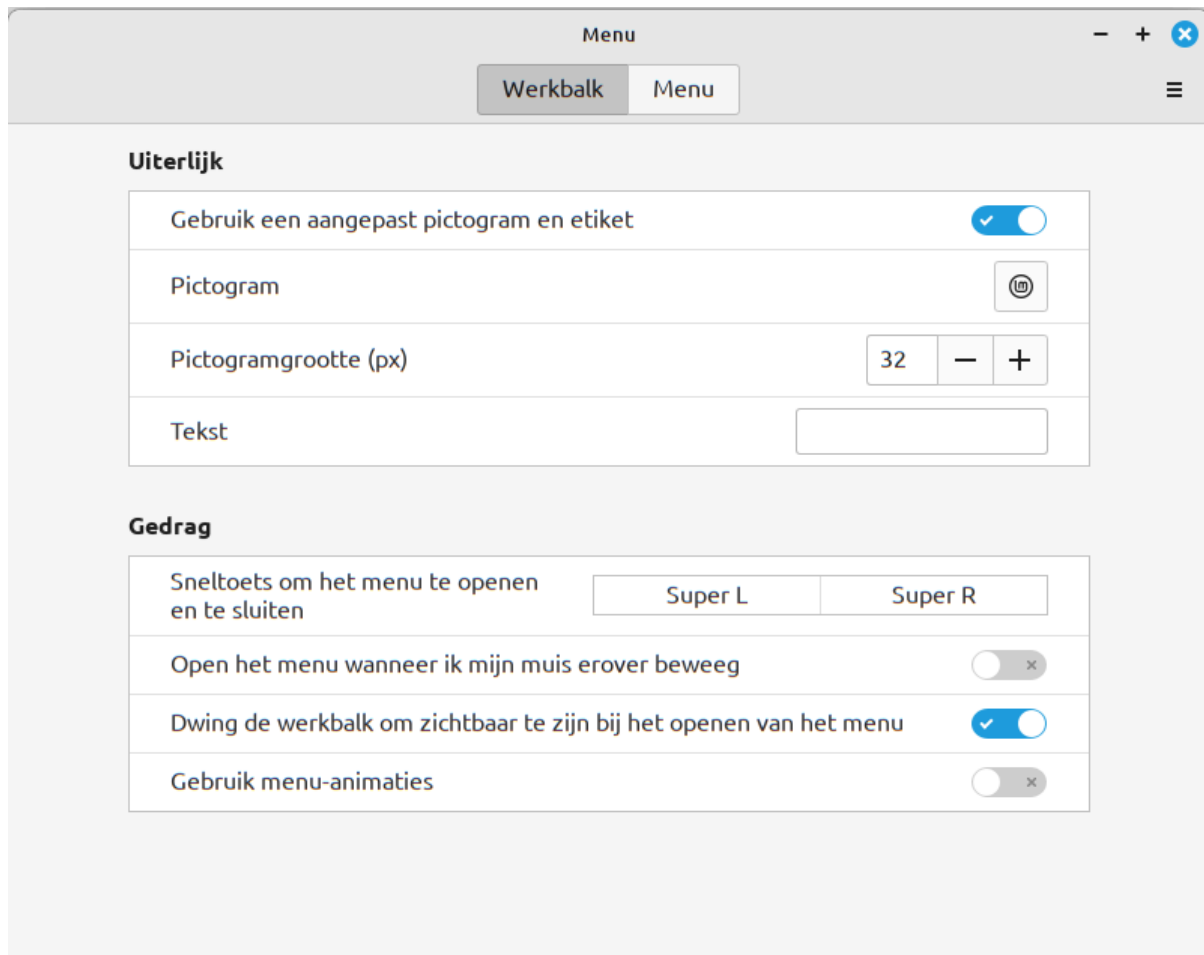 Menu
Werkbalk Menu
Uiterlijk
Gebruik een aangepast pictogram en etiket
Pictogram
Pictogramgrootte (px) 32
Tekst
Gedrag
Sneltoets om het menu te openen
en te sluiten
Super L Super R
Open het menu wanneer ik mijn muis erover beweeg
Dwing de werkbalk om zichtbaar te zijn bij het openen van het menu
Gebruik menu-animaties